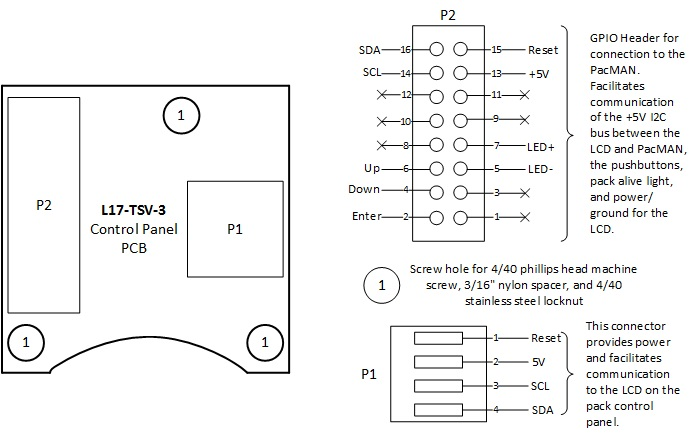 P2
SDA 16 15 Reset
SCL 14 13 +5V
12 11
10 9
8 7 LED+
Up 6 5 LED-
Down 4 3
Enter 2 1
GPIO Header for
connection to the
PacMAN.
Facilitates
communication
of the +5V I2C
bus between the
LCD and PacMAN,
the pushbuttons,
pack alive light,
and power/
ground for the
LCD.
1
P2
L17-TSV-3
Control Panel
PCB
P1
1
1
1
Screw hole for 4/40 phillips head machine
screw, 3/16" nylon spacer, and 4/40
stainless steel locknut
P1
1 Reset
2 5V
3 SCL
4 SDA
This connector
provides power
and facilitates
communication
to the LCD on the
pack control
panel.